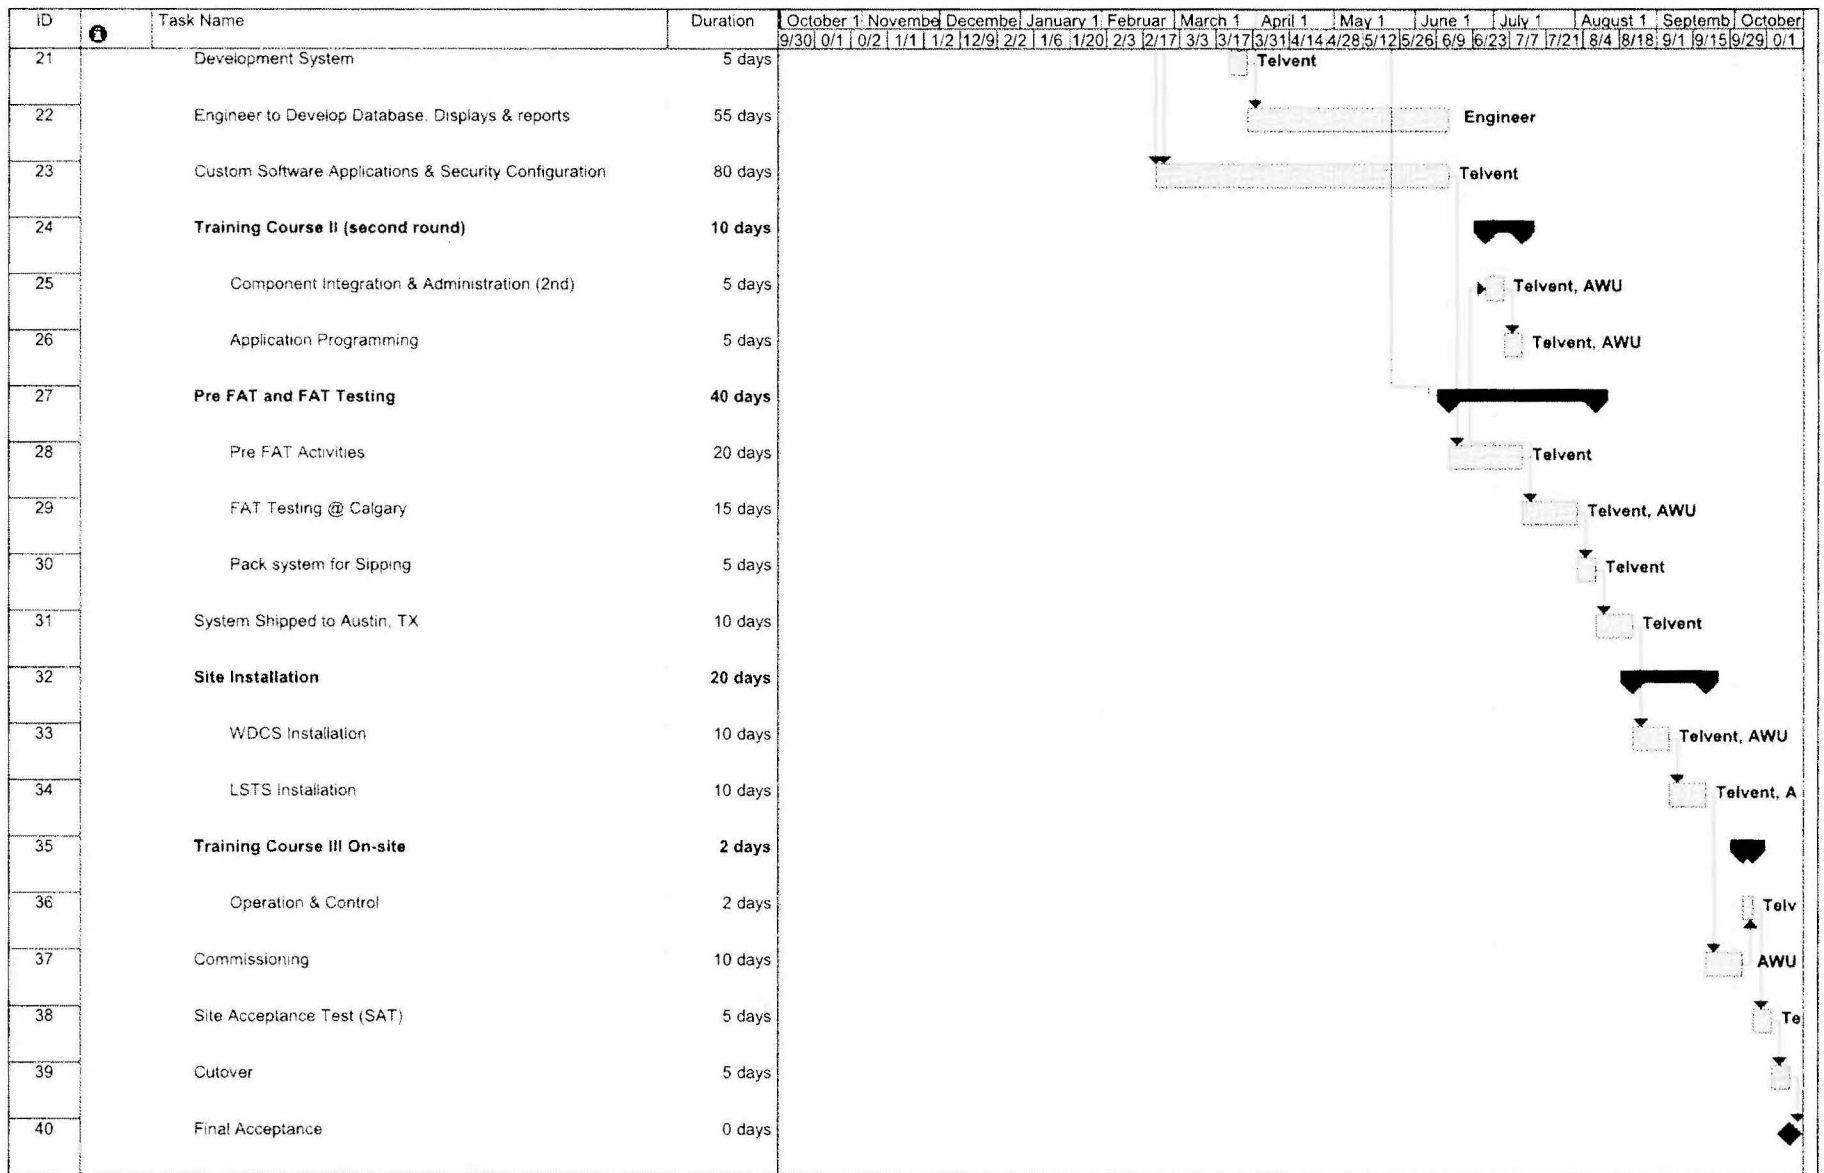 ID Task Name Duration October 1 Novembe Decembe January 1 Februar March 1 April 1 May 1 June 1 July 1 August 1 Septemb October
9/30 0/1 0/2 1/1 1/2 12/9 2/2 1/6 1/20 2/3 2/17 3/3 3/17 3/31 4/14 4/28 5/12 5/26 6/9 6/23 7/7 7/21 8/4 8/18 9/1 9/15 9/29 0/1
21 Development System 5 days Telvent
22 Engineer to Develop Database, Displays & reports 55 days Engineer
23 Custom Software Applications & Security Configuration 80 days Telvent
24 Training Course II (second round) 10 days
25 Component Integration & Administration (2nd) 5 days Telvent, AWU
26 Application Programming 5 days Telvent, AWU
27 Pre FAT and FAT Testing 40 days
28 Pre FAT Activities 20 days Telvent
29 FAT Testing @ Calgary 15 days Telvent, AWU
30 Pack system for Sipping 5 days Telvent
31 System Shipped to Austin, TX 10 days Telvent
32 Site Installation 20 days
33 WDCS Installation 10 days Telvent, AWU
34 LSTS Installation 10 days Telvent, A
35 Training Course III On-site 2 days
36 Operation & Control 2 days Telv
37 Commissioning 10 days AWU
38 Site Acceptance Test (SAT) 5 days Te
39 Cutover 5 days
40 Final Acceptance 0 days